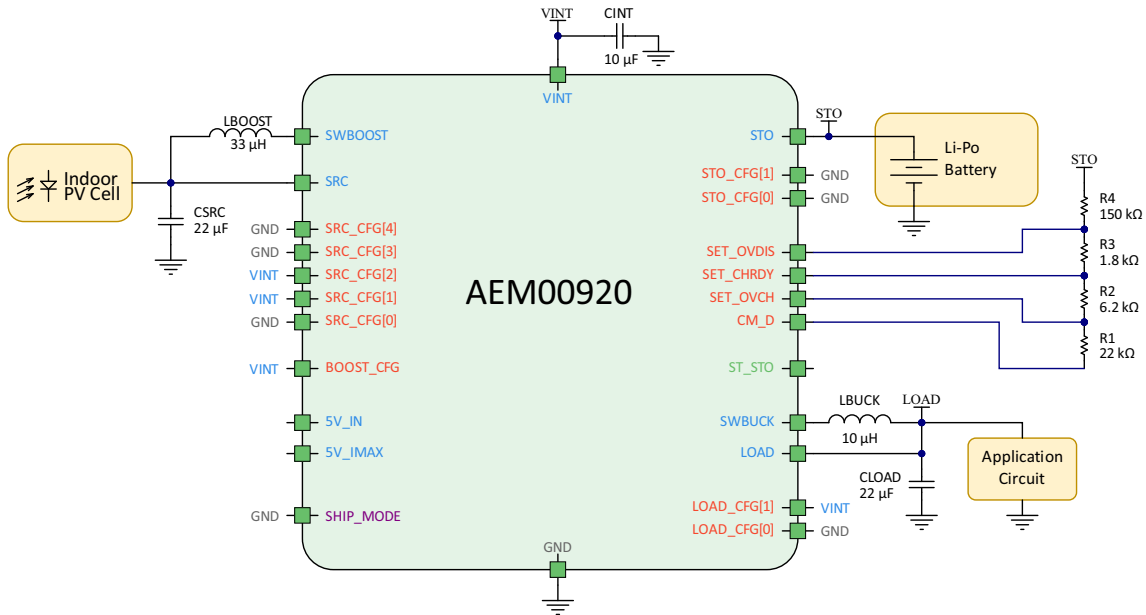 VINT
CINT
10 µF
VINT
LBOOST
33 µH
SWBOOST
Indoor
PV Cell
SRC
CSRC
22 µF
GND
SRC_CFG[4]
GND
SRC_CFG[3]
VINT
SRC_CFG[2]
VINT
SRC_CFG[1]
GND
SRC_CFG[0]
VINT
BOOST_CFG
5V_IN
5V_IMAX
GND
SHIP_MODE
AEM00920
GND
STO
STO
Li-Po
Battery
STO_CFG[1]
GND
STO_CFG[0]
GND
STO
R4
150 kΩ
SET_OVDIS
R3
1.8 kΩ
SET_CHRDY
R2
6.2 kΩ
SET_OVCH
CM_D
R1
22 kΩ
ST_STO
LBUCK
10 µH
LOAD
SWBUCK
LOAD
CLOAD
22 µF
Application
Circuit
LOAD_CFG[1]
VINT
LOAD_CFG[0]
GND